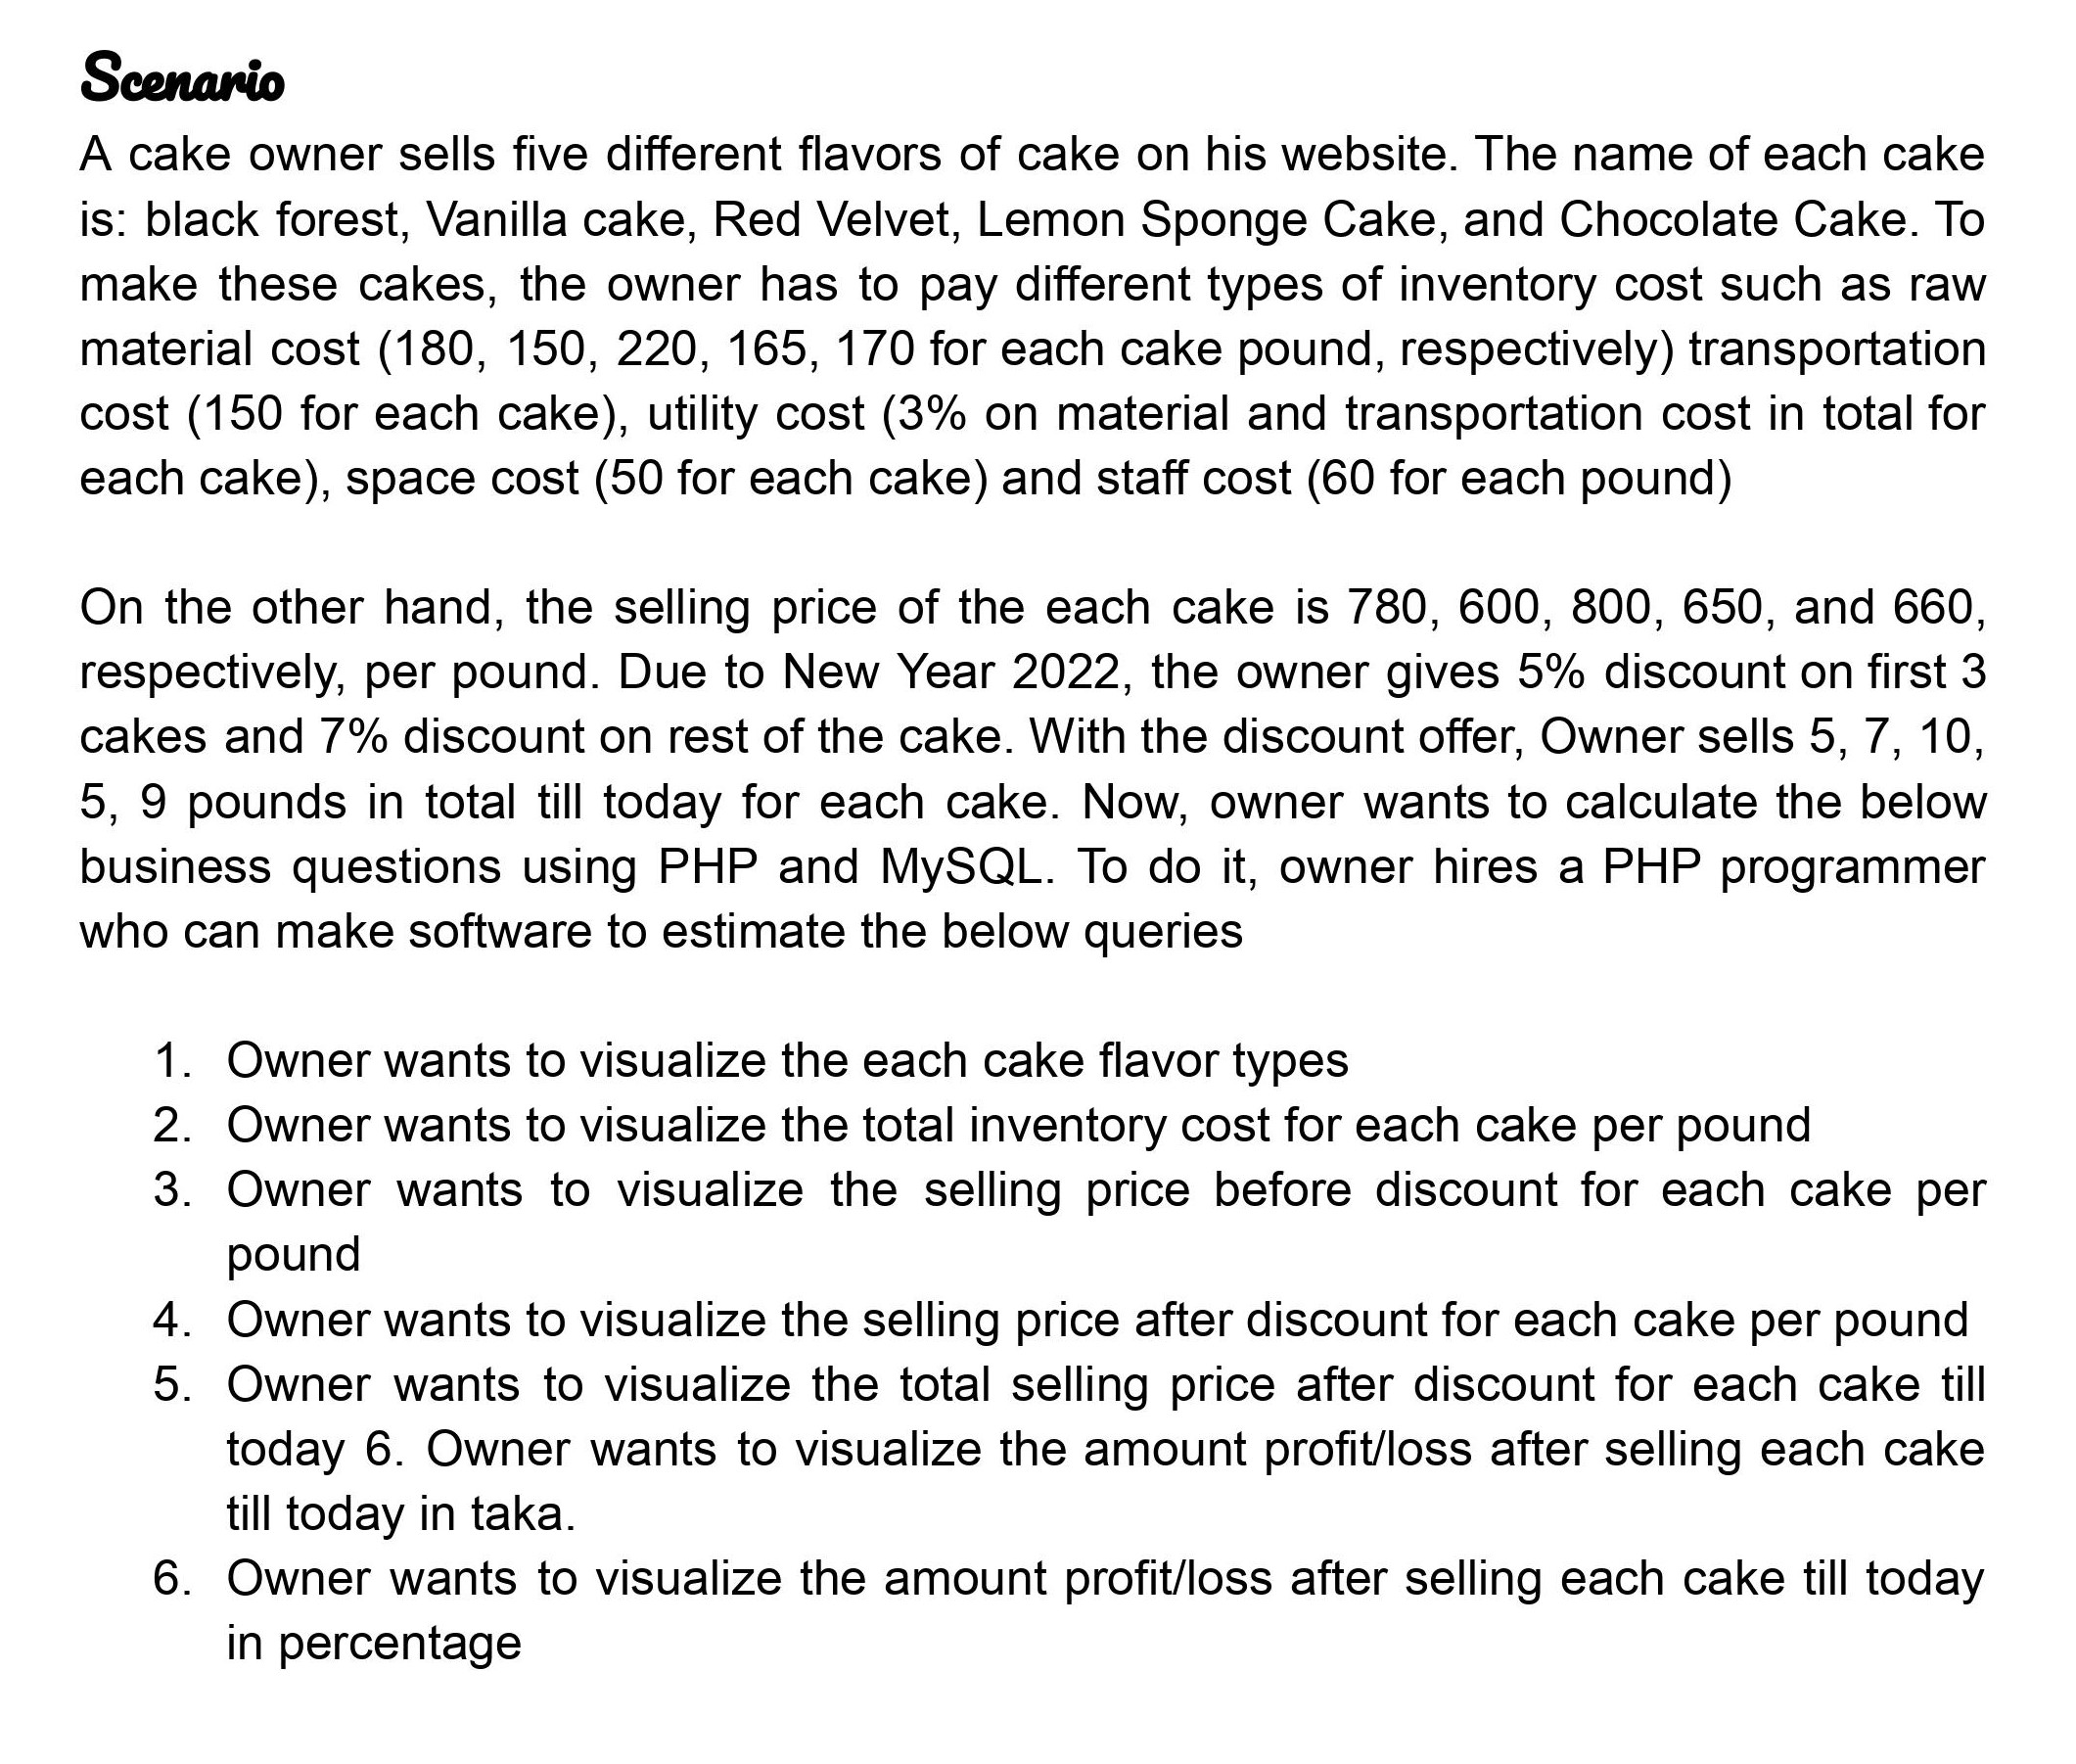 Scenario
A cake owner sells five different flavors of cake on his website. The name of each cake
is: black forest, Vanilla cake, Red Velvet, Lemon Sponge Cake, and Chocolate Cake. To
make these cakes, the owner has to pay different types of inventory cost such as raw
material cost (180, 150, 220, 165, 170 for each cake pound, respectively) transportation
cost (150 for each cake), utility cost (3% on material and transportation cost in total for
each cake), space cost (50 for each cake) and staff cost (60 for each pound)
On the other hand, the selling price of the each cake is 780, 600, 800, 650, and 660,
respectively, per pound. Due to New Year 2022, the owner gives 5% discount on first 3
cakes and 7% discount on rest of the cake. With the discount offer, Owner sells 5, 7, 10,
5, 9 pounds in total till today for each cake. Now, owner wants to calculate the below
business questions using PHP and MySQL. To do it, owner hires a PHP programmer
who can make software to estimate the below queries
1. Owner wants to visualize the each cake flavor types
2. Owner wants to visualize the total inventory cost for each cake per pound
3. Owner wants to visualize the selling price before discount for each cake per
pound
4. Owner wants to visualize the selling price after discount for each cake per pound
5. Owner wants to visualize the total selling price after discount for each cake till
today 6. Owner wants to visualize the amount profit/loss after selling each cake
till today in taka.
6. Owner wants to visualize the amount profit/loss after selling each cake till today
in percentage